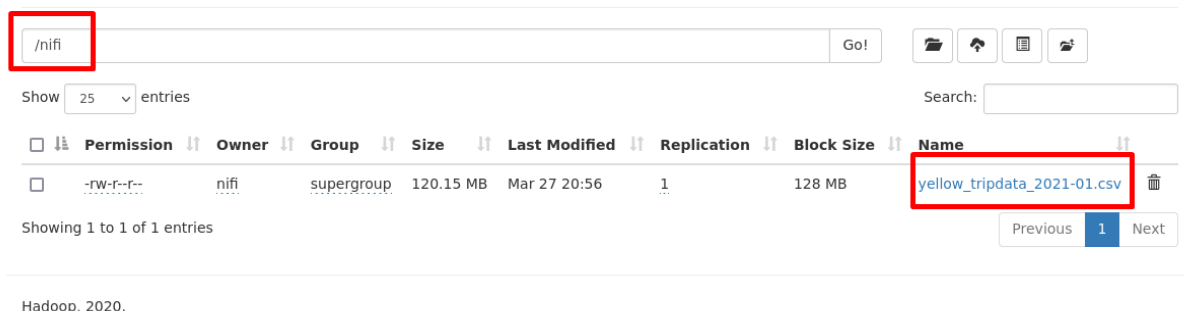 /nifi Go!
Show 25 entries Search:
Permission Owner Group Size Last Modified Replication Block Size Name
-rw-r--r-- nifi supergroup 120.15 MB Mar 27 20:56 1 128 MB yellow_tripdata_2021-01.csv
Showing 1 to 1 of 1 entries Previous 1 Next
Hadoop, 2020.